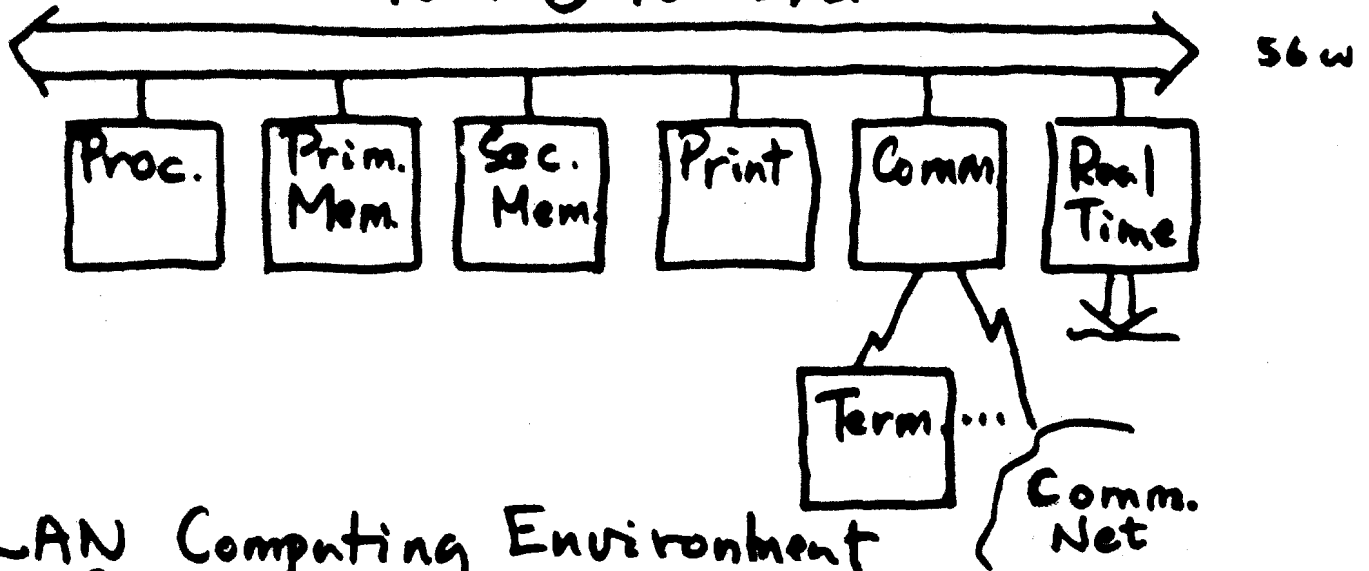 56 w
Proc.
Prim.
Mem.
Sec.
Mem.
Print
Comm
Real
Time
Term. ...
Comm.
Net
LAN Computing Environment